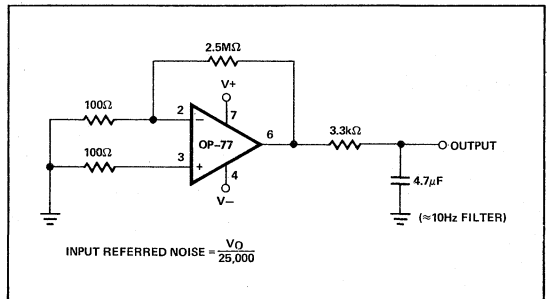 2.5MΩ
V+
7
100Ω
2
−
OP-77
6
3.3kΩ
OUTPUT
100Ω
3
+
4
V−
4.7μF
(≈10Hz FILTER)
INPUT REFERRED NOISE = VO
25,000